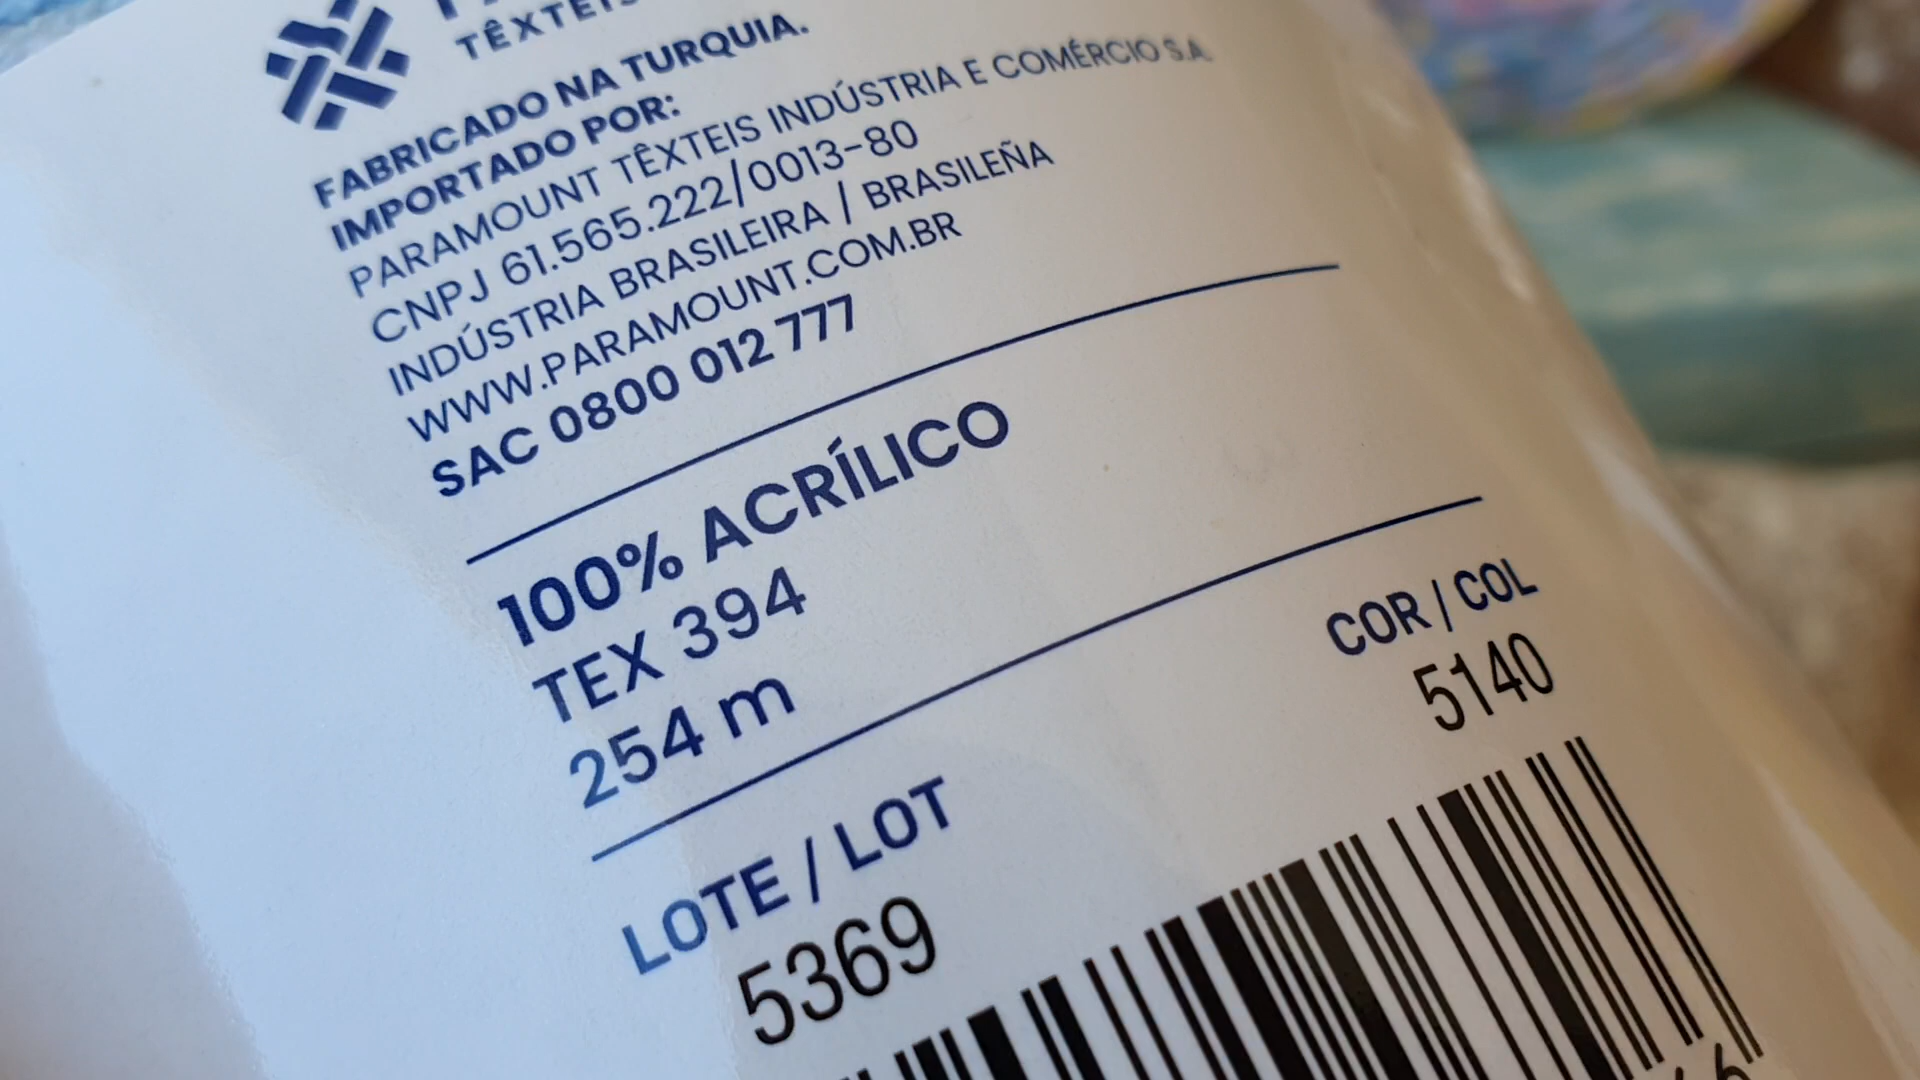 TÊXTEIS
FABRICADO NA TURQUIA.
IMPORTADO POR:
PARAMOUNT TÊXTEIS INDÚSTRIA E COMÉRCIO S.A.
CNPJ 61.565.222/0013-80
INDÚSTRIA BRASILEIRA / BRASILEÑA
WWW.PARAMOUNT.COM.BR
SAC 0800 012 777
100% ACRÍLICO
TEX 394
254 m
COR / COL
5140
LOTE / LOT
5369